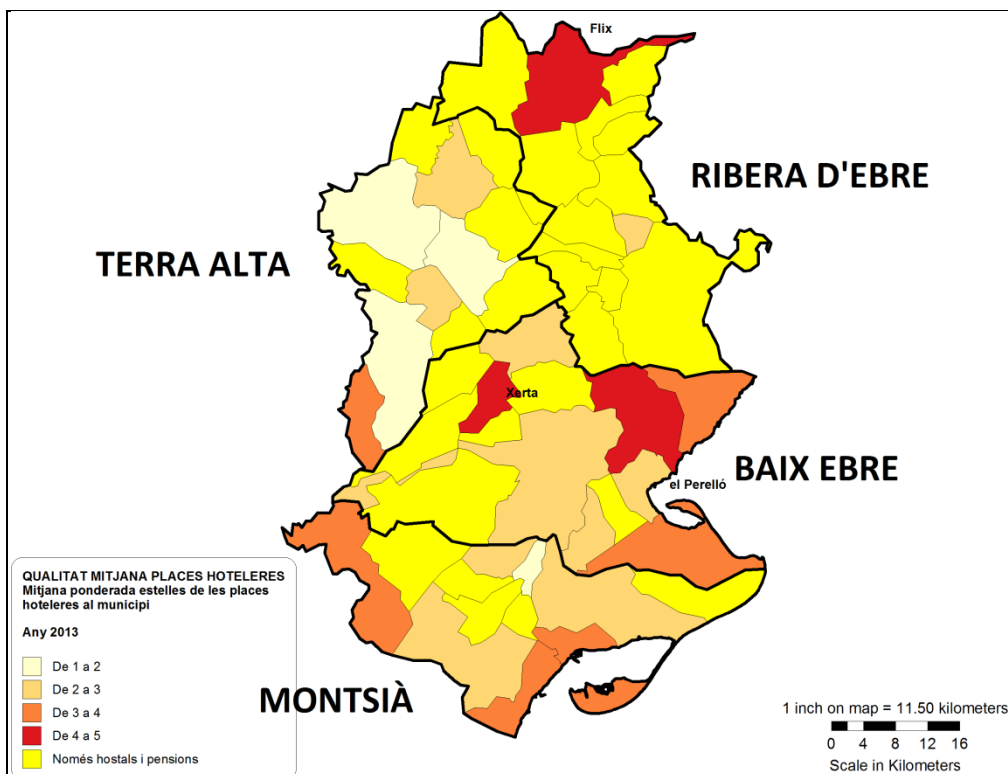 Flix
RIBERA D'EBRE
TERRA ALTA
Xerta
BAIX EBRE
el Perelló
QUALITAT MITJANA PLACES HOTELERES
Mitjana ponderada estelles de les places
hoteleres al municipi
Any 2013
De 1 a 2
De 2 a 3
De 3 a 4
De 4 a 5
Només hostals i pensions
MONTSIÀ
1 inch on map = 11.50 kilometers
0 4 8 12 16
Scale in Kilometers